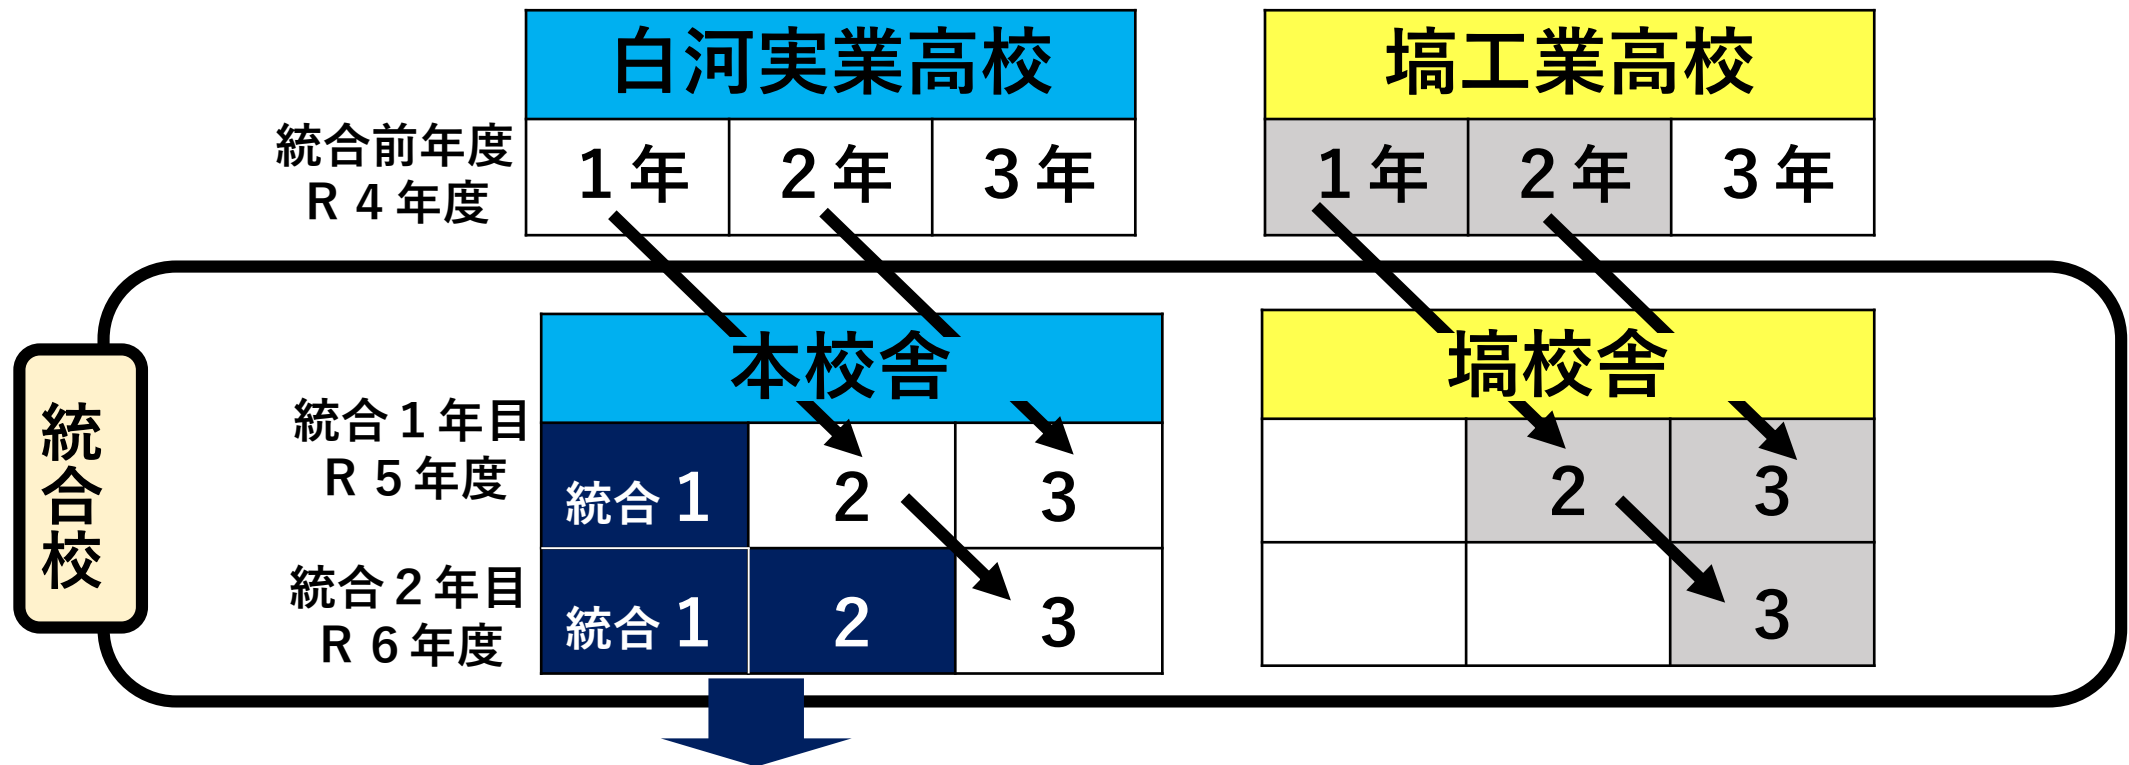 白河実業高校
塙工業高校
統合前年度
R４年度
1年
2年
3年
1年
2年
3年
統合校
本校舎
塙校舎
統合１年目
R５年度
統合1
2
3
2
3
統合２年目
R６年度
統合1
2
3
3